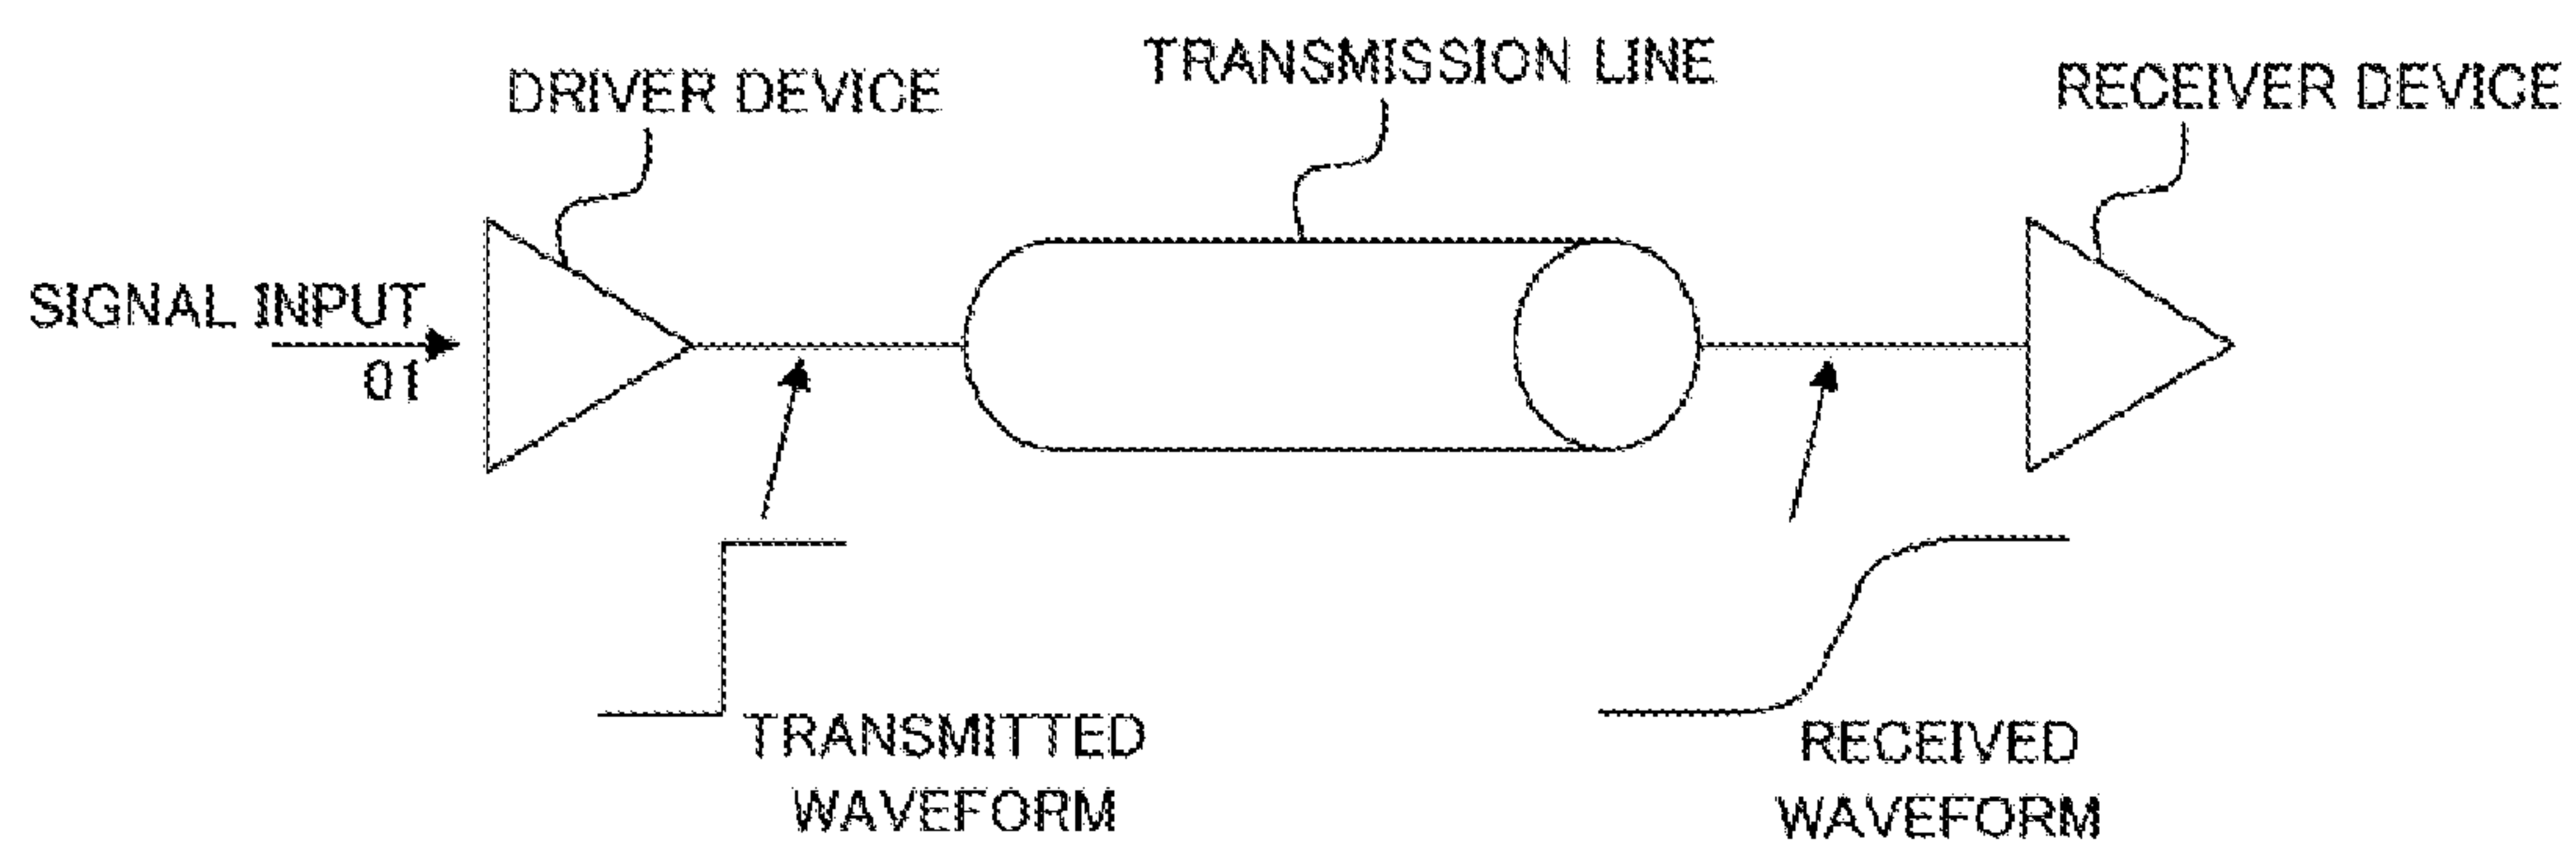 TRANSMISSION LINE
DRIVER DEVICE
RECEIVER DEVICE
SIGNAL INPUT
01
TRANSMITTED
WAVEFORM
RECEIVED
WAVEFORM